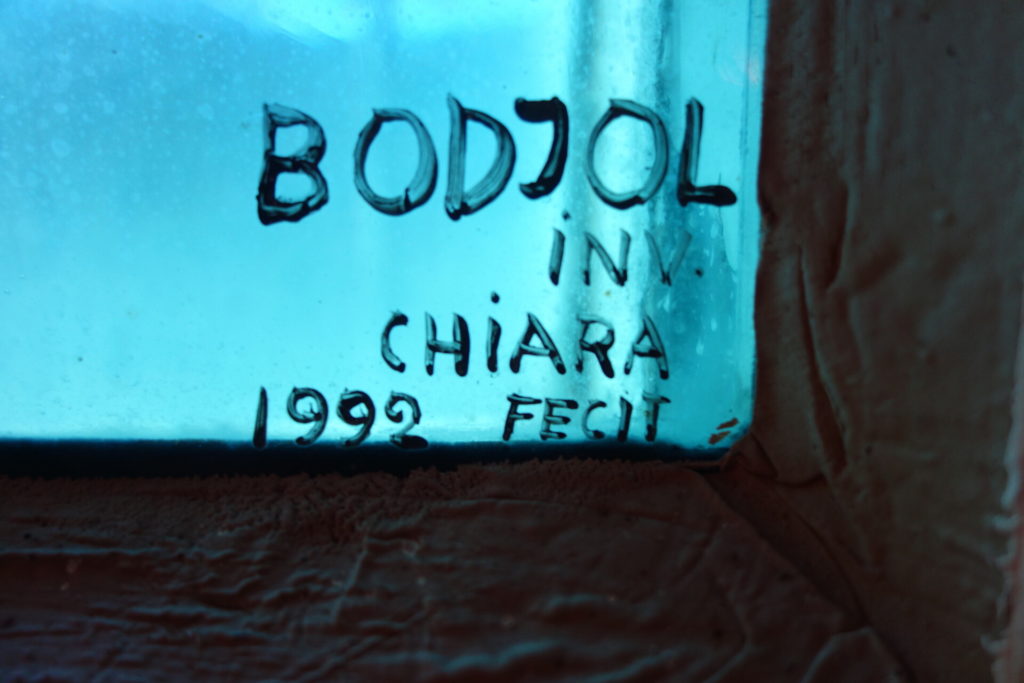 BODJOL
iNV.
CHiARA
1992 FECIT